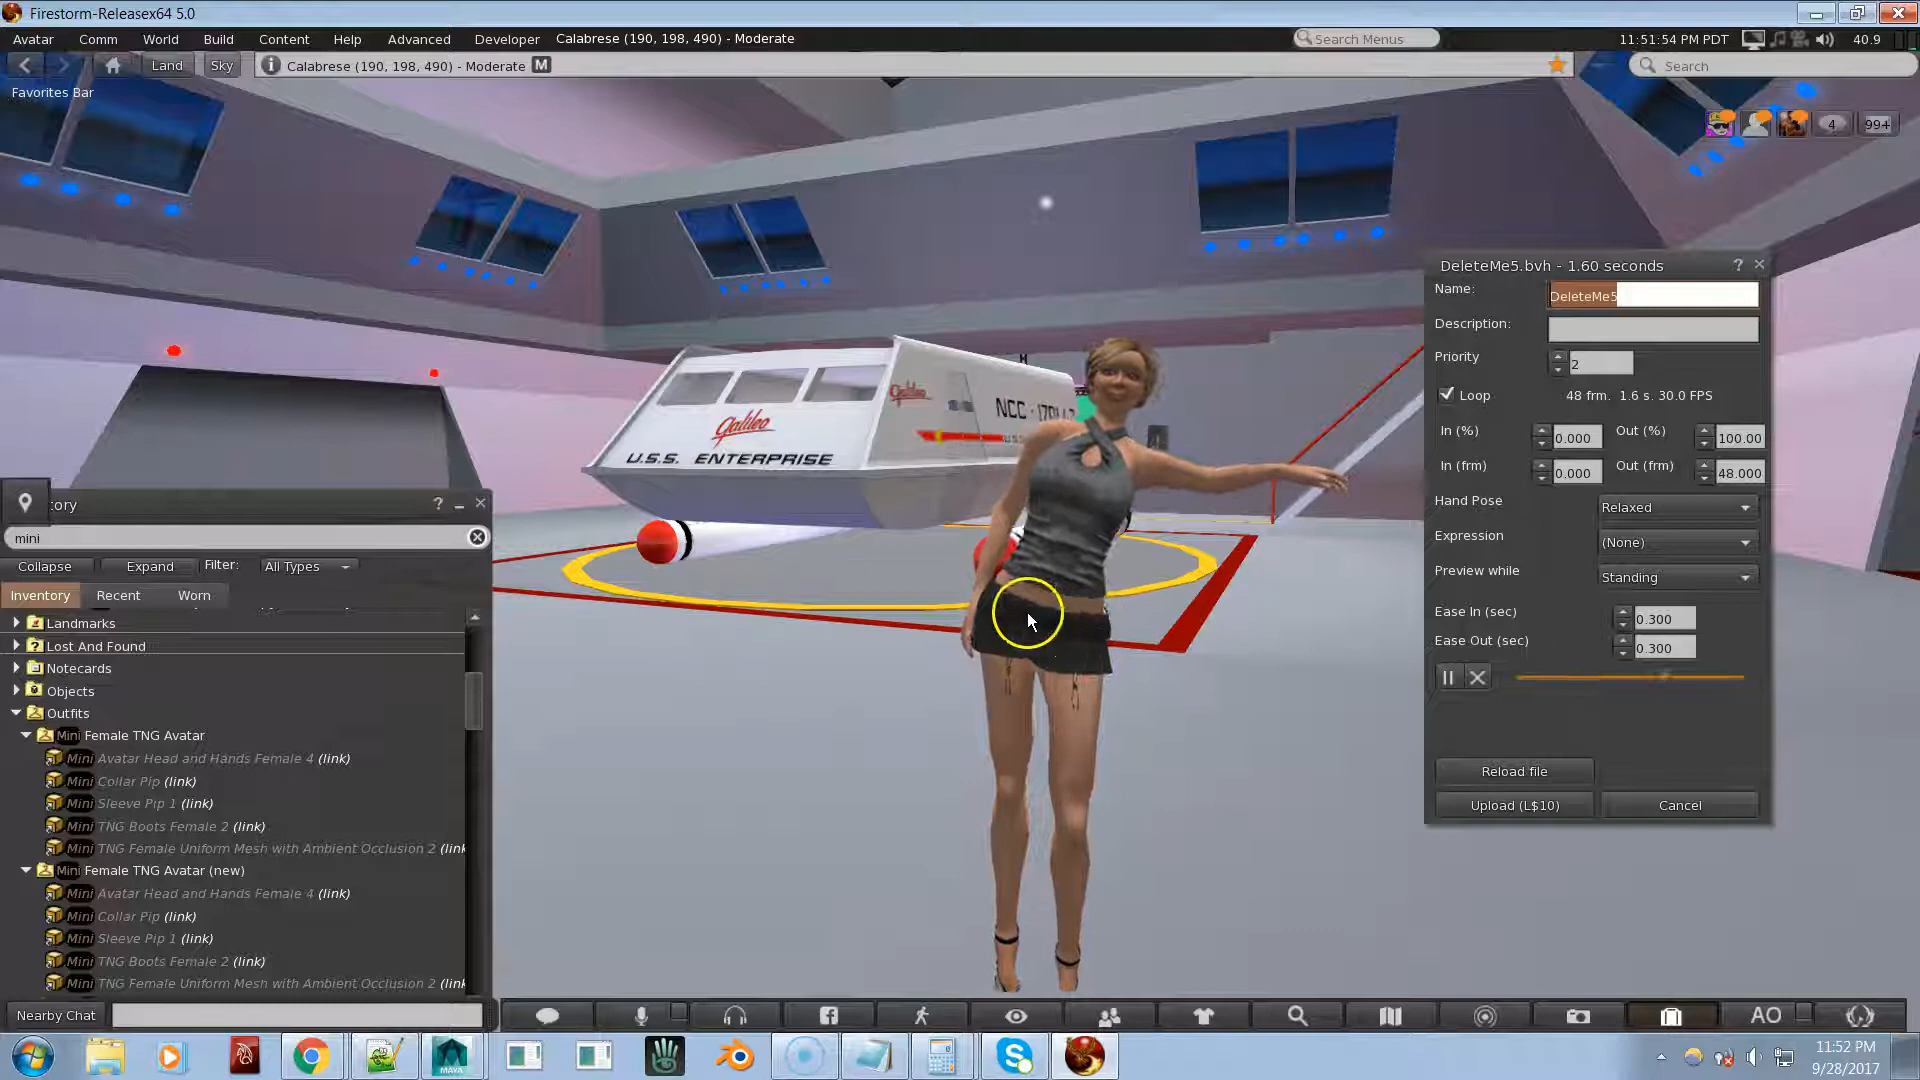 Firestorm-Releasex64 5.0
Avatar Comm World Build Content Help Advanced Developer Calabrese (190, 198, 490) - Moderate Search Menus 11:51:54 PM PDT 40.9
Land Sky Calabrese (190, 198, 490) - Moderate M Search
Favorites Bar
4 99+
DeleteMe5.bvh - 1.60 seconds ?
Name: DeleteMe5
Description:
Priority 2
Loop 48 frm. 1.6 s. 30.0 FPS
In (%) 0.000 Out (%) 100.00
In (frm) 0.000 Out (frm) 48.000
Hand Pose Relaxed
Expression (None)
Preview while Standing
Ease In (sec) 0.300
Ease Out (sec) 0.300
Reload file
Upload (L$10) Cancel
Galileo
Galileo
NCC - 1701
U.S.S. ENTERPRISE
tory ?
mini
Collapse Expand Filter: All Types
Inventory Recent Worn
Landmarks
Lost And Found
Notecards
Objects
Outfits
Mini Female TNG Avatar
Mini Avatar Head and Hands Female 4 (link)
Mini Collar Pip (link)
Mini Sleeve Pip 1 (link)
Mini TNG Boots Female 2 (link)
Mini TNG Female Uniform Mesh with Ambient Occlusion 2 (link
Mini Female TNG Avatar (new)
Mini Avatar Head and Hands Female 4 (link)
Mini Collar Pip (link)
Mini Sleeve Pip 1 (link)
Mini TNG Boots Female 2 (link)
Mini TNG Female Uniform Mesh with Ambient Occlusion 2 (link
Nearby Chat
AO
MAYA
11:52 PM
9/28/2017